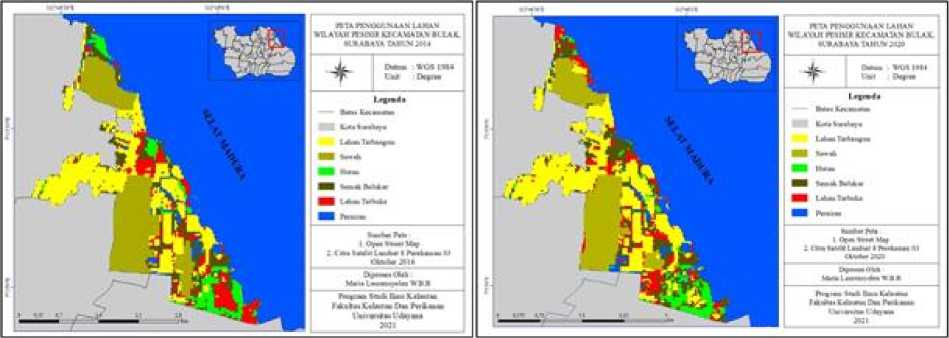 PETA PENGGUNAAN LAHAN
WILAYAH PESISIR KECAMATAN BULAK,
SURABAYA TAHUN 2014
Datum : WGS 1984
Unit : Degree
Legenda
Batas Kecamatan
Kota Surabaya
Lahan Terbangun
Sawah
Hutan
Semak Belukar
Lahan Terbuka
Perairan
Sumber Peta :
1. Open Street Map
2. Citra Satelit Landsat 8 Perekaman 03
Oktober 2014
Dipersen Oleh :
Maria W.B.R
Program Studi Ilmu Kelautan
Fakultas Kelautan Dan Perikanan
Universitas Udayana
2021
SELAT MADURA
PETA PENGGUNAAN LAHAN
WILAYAH PESISIR KECAMATAN BULAK,
SURABAYA TAHUN 2020
Datum : WGS 1984
Unit : Degree
Legenda
Batas Kecamatan
Kota Surabaya
Lahan Terbangun
Sawah
Hutan
Semak Belukar
Lahan Terbuka
Perairan
Sumber Peta
1. Open Street Map
2. Citra Satelit Landsat 8 Perekaman 03
Oktober 2020
Oleh :
Maria W.B.R
Program Studi Ilmu Kelautan
Fakultas Kelautan Dan Perikanan
Universitas Udayana
2021
SELAT MADURA